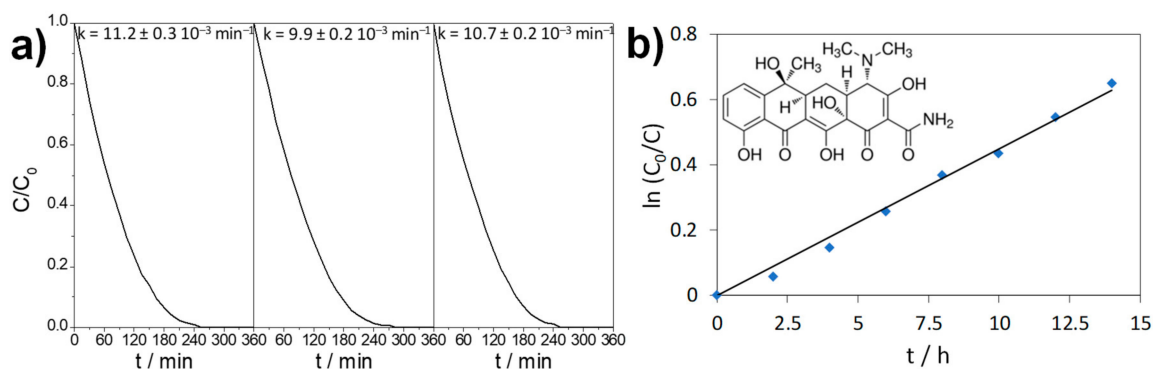 a)
k = 11.2 ± 0.3 10⁻³ min⁻¹
k = 9.9 ± 0.2 10⁻³ min⁻¹
k = 10.7 ± 0.2 10⁻³ min⁻¹
1.0
0.8
0.6
0.4
0.2
0.0
C/C₀
0 60 120 180 240 300 360 60 120 180 240 300 360 60 120 180 240 300 360
t / min
t / min
t / min
b)
0.8
0.6
0.4
0.2
0
ln (C₀/C)
0 2.5 5 7.5 10 12.5 15
t / h
H₃C
CH₃
N
HO
CH₃
H
OH
H
HO
NH₂
OH
O
OH
O
O